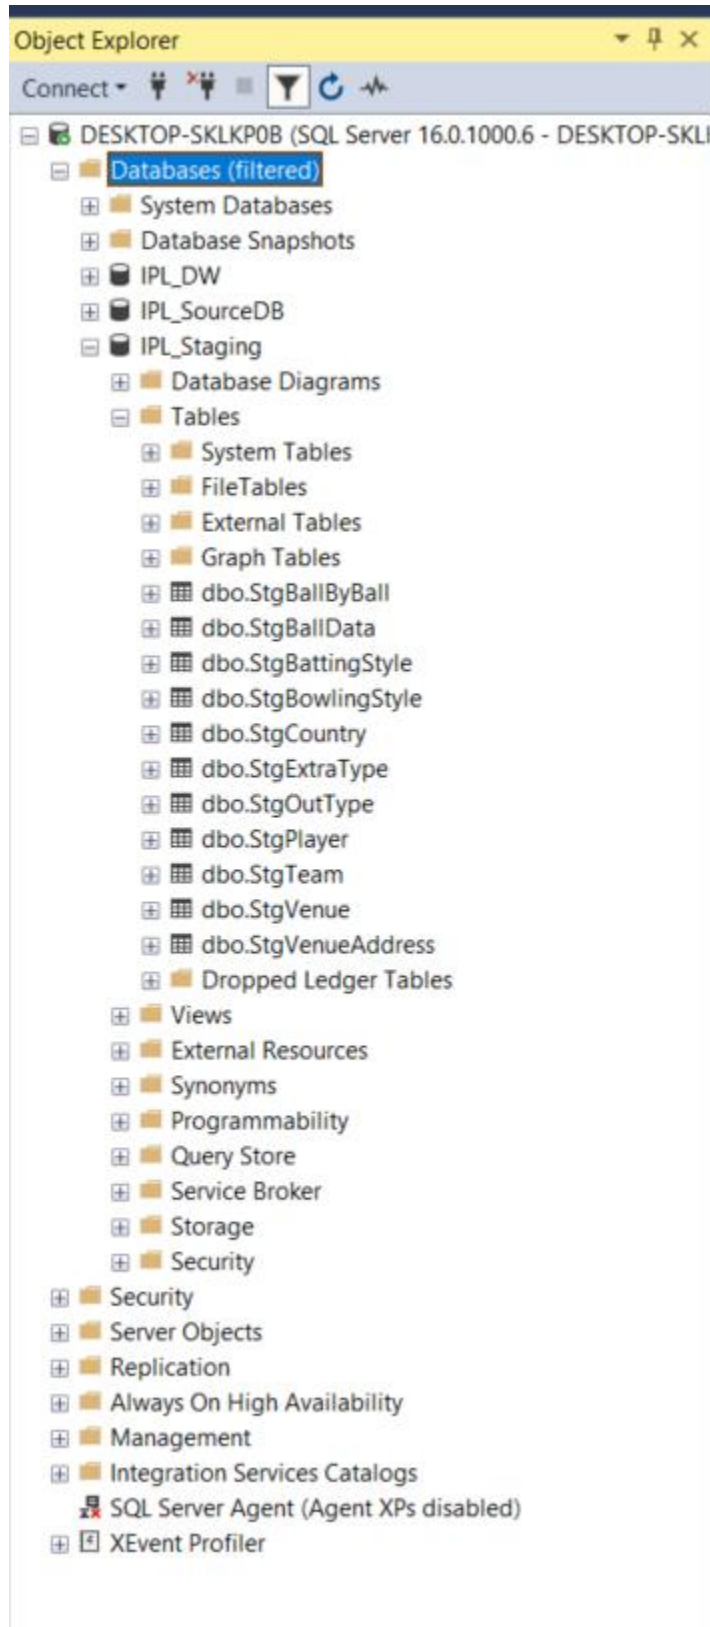 Object Explorer
Connect
DESKTOP-SKLKP0B (SQL Server 16.0.1000.6 - DESKTOP-SKL
Databases (filtered)
System Databases
Database Snapshots
IPL_DW
IPL_SourceDB
IPL_Staging
Database Diagrams
Tables
System Tables
FileTables
External Tables
Graph Tables
dbo.StgBallByBall
dbo.StgBallData
dbo.StgBattingStyle
dbo.StgBowlingStyle
dbo.StgCountry
dbo.StgExtraType
dbo.StgOutType
dbo.StgPlayer
dbo.StgTeam
dbo.StgVenue
dbo.StgVenueAddress
Dropped Ledger Tables
Views
External Resources
Synonyms
Programmability
Query Store
Service Broker
Storage
Security
Security
Server Objects
Replication
Always On High Availability
Management
Integration Services Catalogs
SQL Server Agent (Agent XPs disabled)
XEvent Profiler